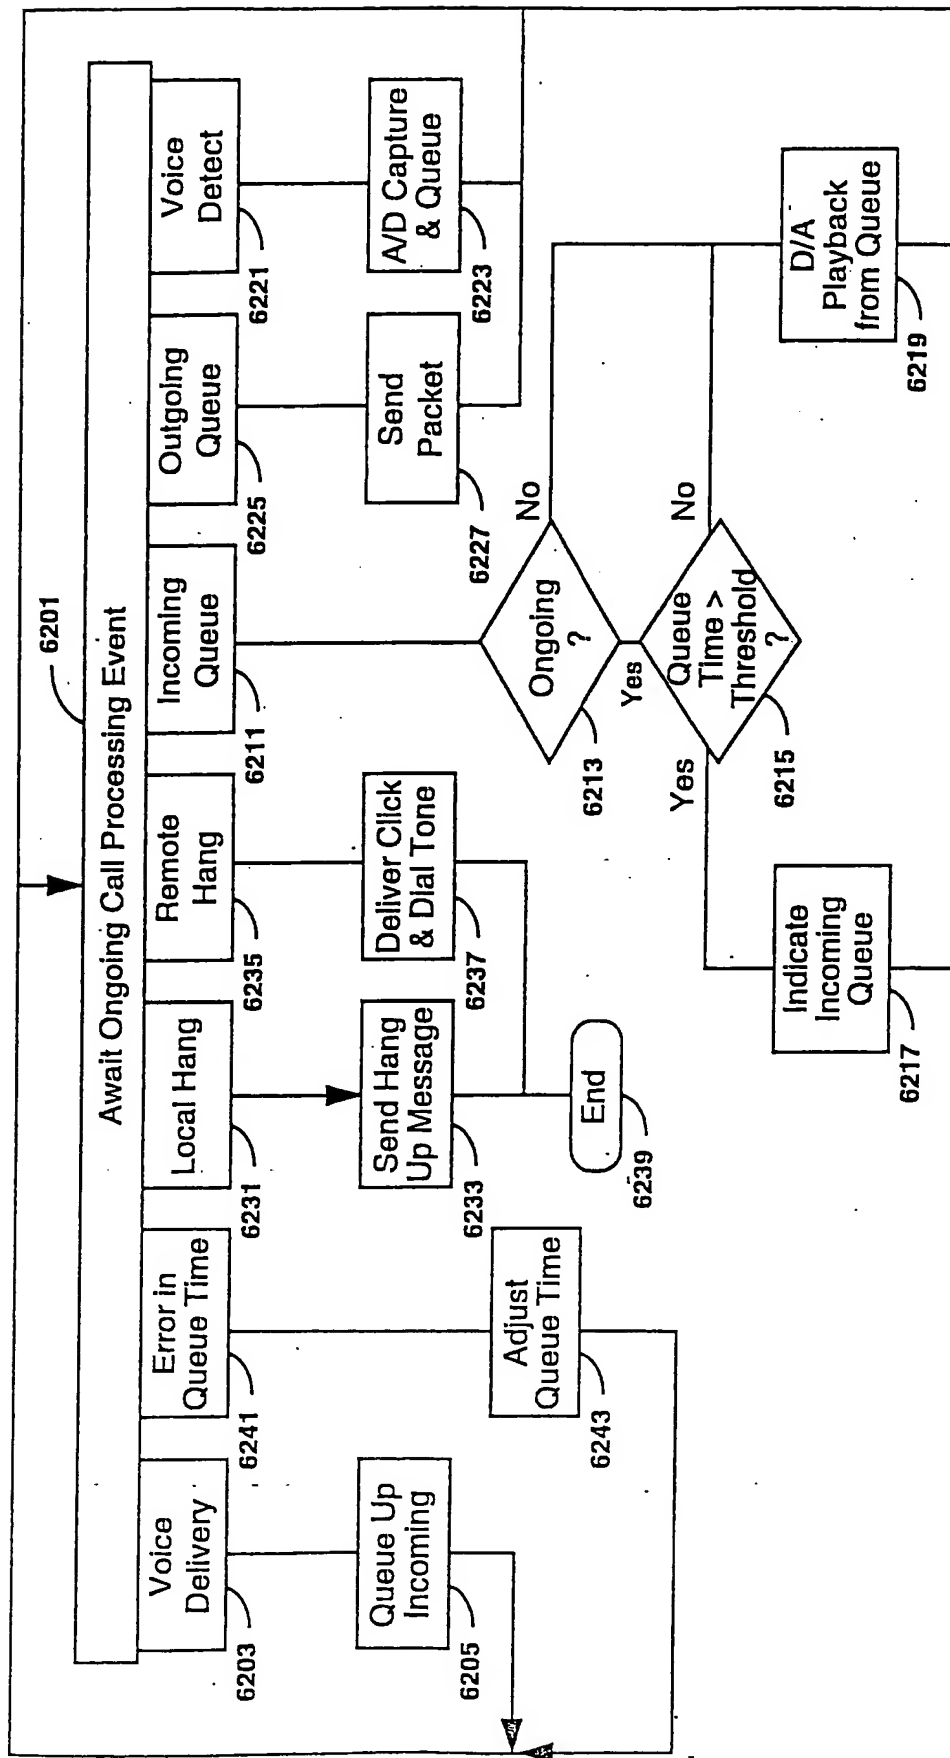 6201
Await Ongoing Call Processing Event
Voice
Delivery
6203
Error in
Queue Time
6241
Local Hang
6231
Remote
Hang
6235
Incoming
Queue
6211
Outgoing
Queue
6225
Voice
Detect
6221
Queue Up
Incoming
6205
Send Hang
Up Message
6233
Deliver Click
& Dial Tone
6237
Send
Packet
6227
A/D Capture
& Queue
6223
Adjust
Queue Time
6243
End
6239
Ongoing
?
6213
No
Yes
Queue
Time >
Threshold
?
6215
Yes
No
Indicate
Incoming
Queue
6217
D/A
Playback
from Queue
6219